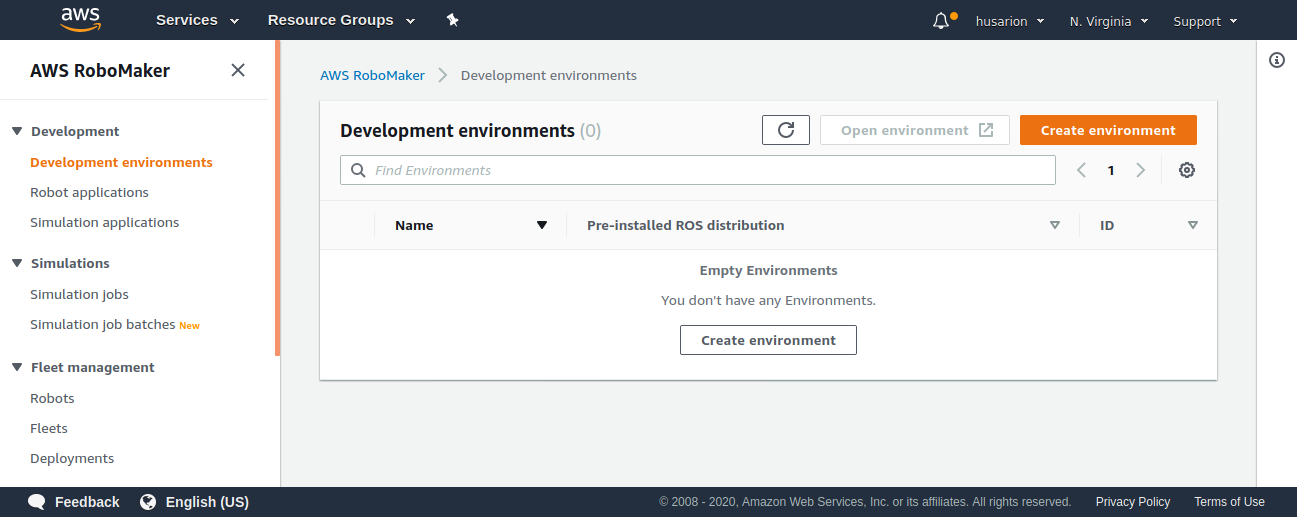 aws Services Resource Groups husarion N. Virginia Support
AWS RoboMaker
Development
Development environments
Robot applications
Simulation applications
Simulations
Simulation jobs
Simulation job batches New
Fleet management
Robots
Fleets
Deployments
AWS RoboMaker Development environments
Development environments (0) Open environment Create environment
Find Environments 1
Name Pre-installed ROS distribution ID
Empty Environments
You don't have any Environments.
Create environment
Feedback English (US) © 2008 - 2020, Amazon Web Services, Inc. or its affiliates. All rights reserved. Privacy Policy Terms of Use